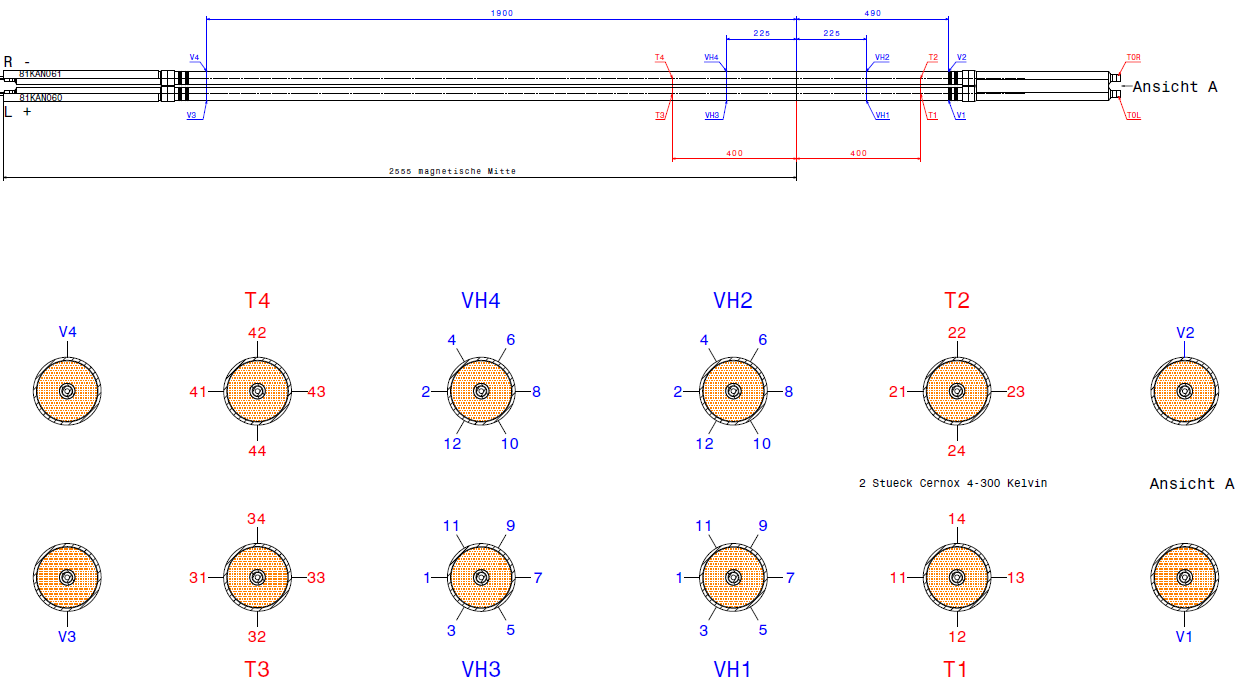 1900
490
225
225
R -
V4
T4
VH4
VH2
T2
V2
TOR
81KAN061
Ansicht A
81KAN060
L +
V3
T3
VH3
VH1
T1
V1
TOL
400
400
2555 magnetische Mitte
T4
VH4
VH2
T2
V4
42
4
6
4
6
22
V2
41
43
2
8
2
8
21
23
44
12
10
12
10
24
2 Stueck Cernox 4-300 Kelvin
Ansicht A
34
11
9
11
9
14
31
33
1
7
1
7
11
13
V3
32
3
5
3
5
12
V1
T3
VH3
VH1
T1